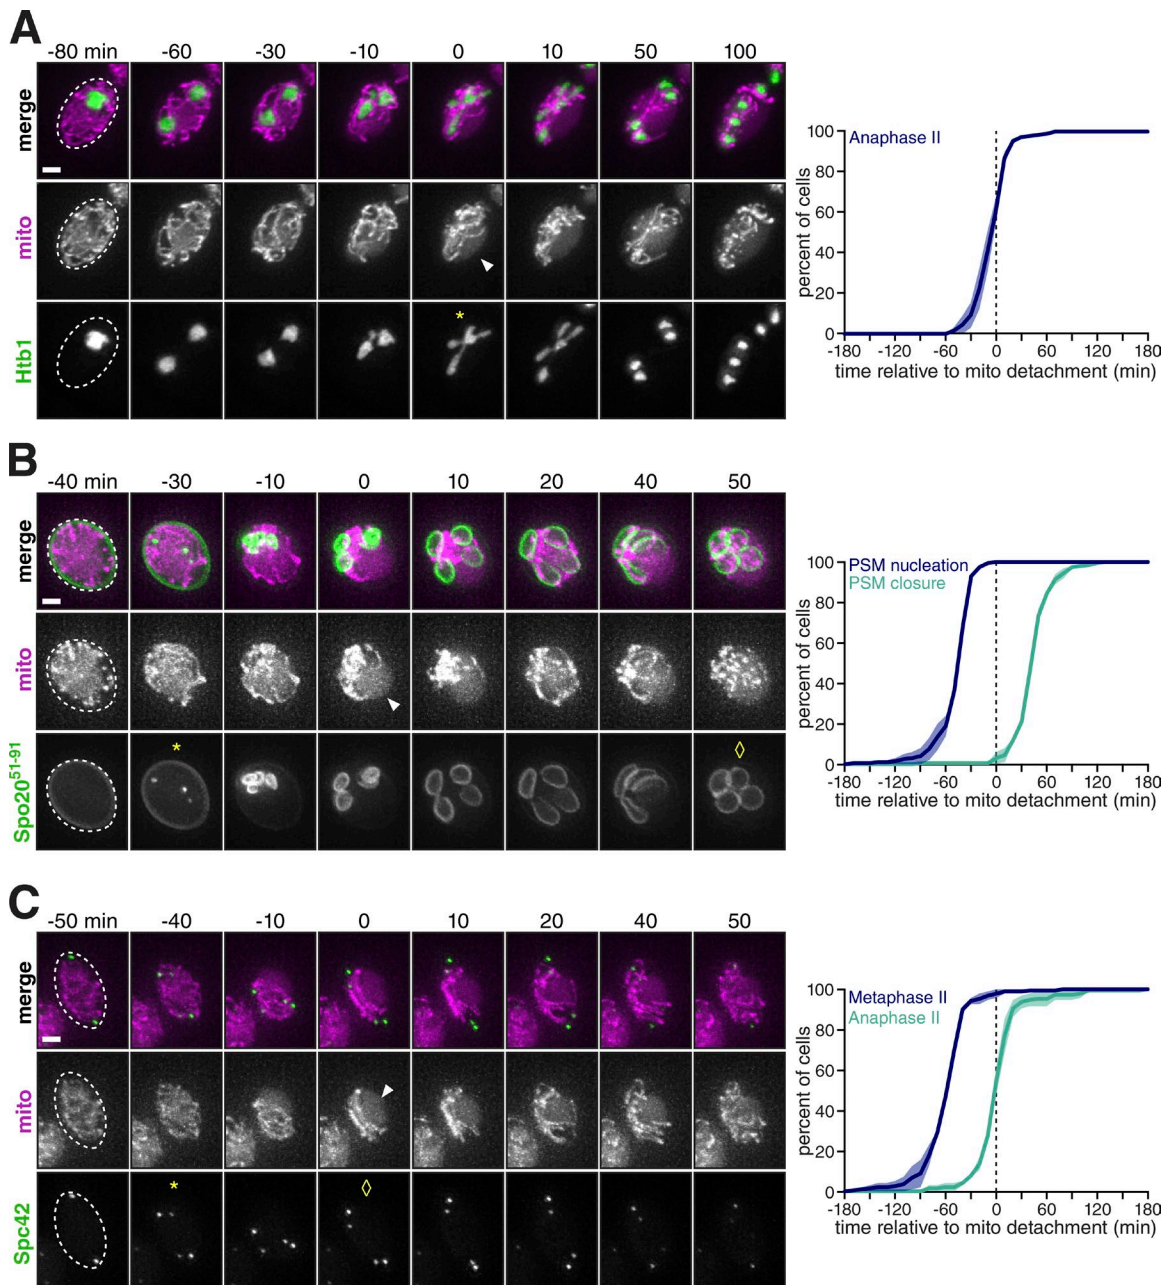 A
-80 min -60 -30 -10 0 10 50 100
merge
mito
Htb1
*
100
80
60
40
20
0
percent of cells
Anaphase II
-180 -120 -60 0 60 120 180
time relative to mito detachment (min)
B
-40 min -30 -10 0 10 20 40 50
merge
mito
Spo20⁵¹⁻⁹¹
* ◊
100
80
60
40
20
0
percent of cells
PSM nucleation
PSM closure
-180 -120 -60 0 60 120 180
time relative to mito detachment (min)
C
-50 min -40 -10 0 10 20 40 50
merge
mito
Spc42
* ◊
100
80
60
40
20
0
percent of cells
Metaphase II
Anaphase II
-180 -120 -60 0 60 120 180
time relative to mito detachment (min)